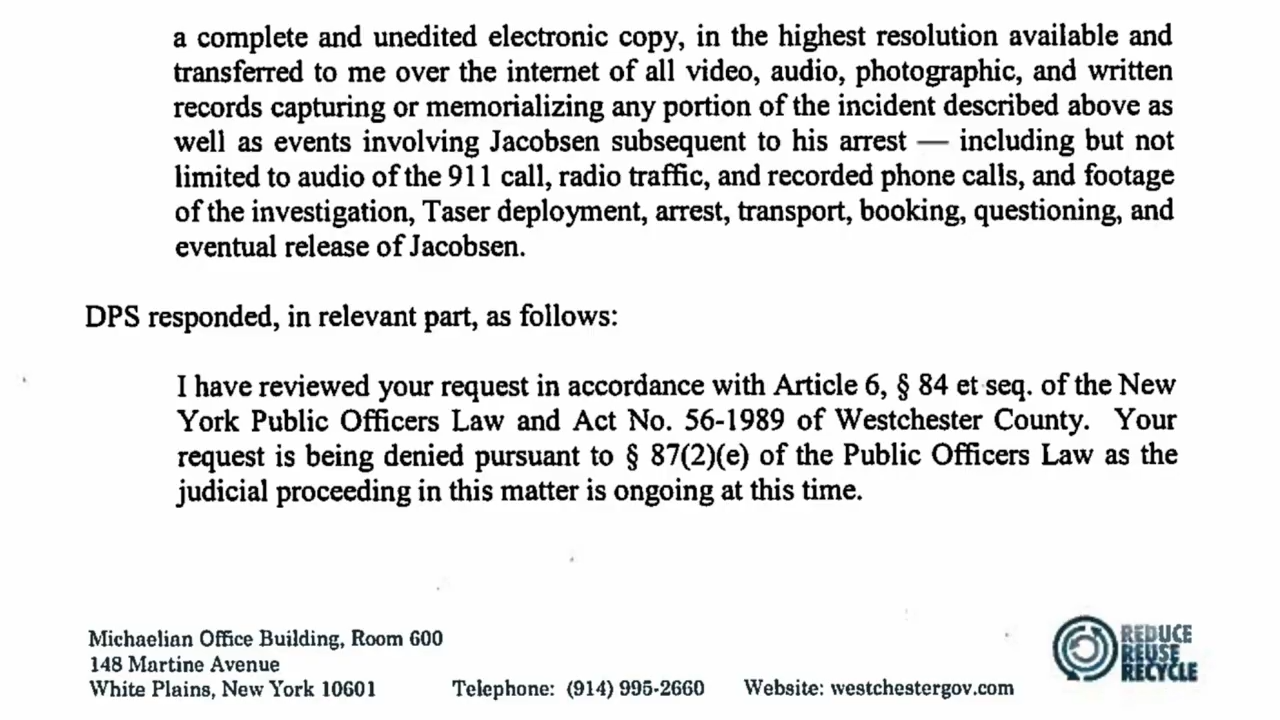 a complete and unedited electronic copy, in the highest resolution available and
transferred to me over the internet of all video, audio, photographic, and written
records capturing or memorializing any portion of the incident described above as
well as events involving Jacobsen subsequent to his arrest — including but not
limited to audio of the 911 call, radio traffic, and recorded phone calls, and footage
of the investigation, Taser deployment, arrest, transport, booking, questioning, and
eventual release of Jacobsen.
DPS responded, in relevant part, as follows:
I have reviewed your request in accordance with Article 6, § 84 et seq. of the New
York Public Officers Law and Act No. 56-1989 of Westchester County. Your
request is being denied pursuant to § 87(2)(e) of the Public Officers Law as the
judicial proceeding in this matter is ongoing at this time.
Michaelian Office Building, Room 600
148 Martine Avenue
White Plains, New York 10601 Telephone: (914) 995-2660 Website: westchestergov.com
REDUCE
REUSE
RECYCLE